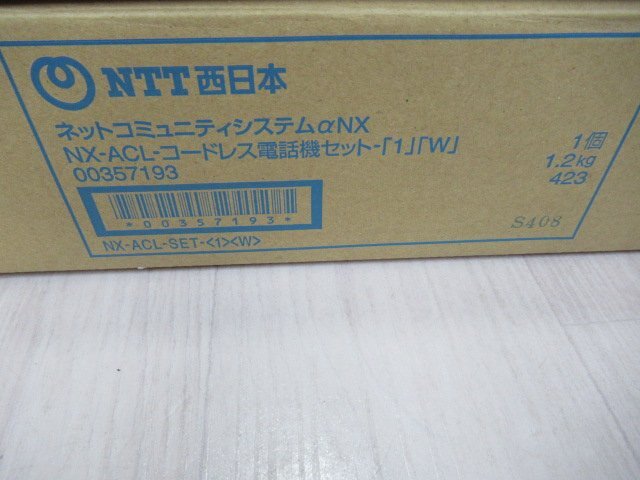 NTT西日本
ネットコミュニティシステムαNX
NX-ACL-コードレス電話機セット-「1」「W」
1個
00357193
1.2kg
423
*00357193*
S408
NX-ACL-SET-<1><W>